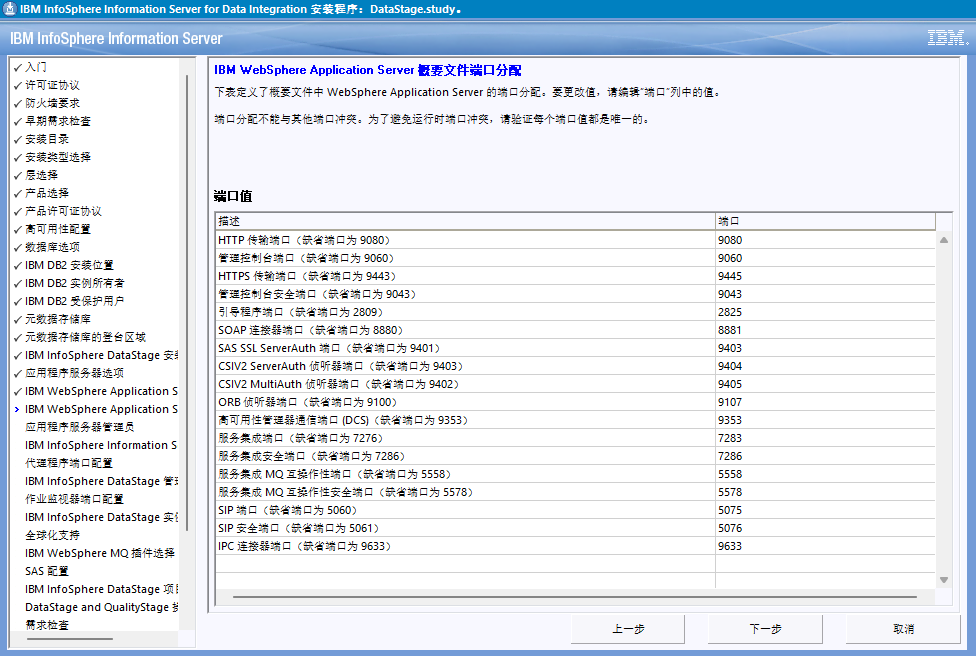 IBM InfoSphere Information Server for Data Integration 安装程序：DataStage.study。
IBM InfoSphere Information Server
IBM.
入门
许可证协议
防火墙要求
早期需求检查
安装目录
安装类型选择
层选择
产品选择
产品许可证协议
高可用性配置
数据库选项
IBM DB2 安装位置
IBM DB2 实例所有者
IBM DB2 受保护用户
元数据存储库
元数据存储库的登台区域
IBM InfoSphere DataStage 安
应用程序服务器选项
IBM WebSphere Application S
IBM WebSphere Application S
应用程序服务器管理员
IBM InfoSphere Information S
代理程序端口配置
IBM InfoSphere DataStage 管
作业监视器端口配置
IBM InfoSphere DataStage 实
全球化支持
IBM WebSphere MQ 插件选择
SAS 配置
IBM InfoSphere DataStage 项
DataStage and QualityStage
需求检查
IBM WebSphere Application Server 概要文件端口分配
下表定义了概要文件中 WebSphere Application Server 的端口分配。要更改值，请编辑“端口”列中的值。
端口分配不能与其他端口冲突。为了避免运行时端口冲突，请验证每个端口值都是唯一的。
端口值
描述 端口
HTTP 传输端口（缺省端口为 9080） 9080
管理控制台端口（缺省端口为 9060） 9060
HTTPS 传输端口（缺省端口为 9443） 9445
管理控制台安全端口（缺省端口为 9043） 9043
引导程序端口（缺省端口为 2809） 2825
SOAP 连接器端口（缺省端口为 8880） 8881
SAS SSL ServerAuth 端口（缺省端口为 9401） 9403
CSIV2 ServerAuth 侦听器端口（缺省端口为 9403） 9404
CSIV2 MultiAuth 侦听器端口（缺省端口为 9402） 9405
ORB 侦听器端口（缺省端口为 9100） 9107
高可用性管理器通信端口 (DCS)（缺省端口为 9353） 9353
服务集成端口（缺省端口为 7276） 7283
服务集成安全端口（缺省端口为 7286） 7286
服务集成 MQ 互操作性端口（缺省端口为 5558） 5558
服务集成 MQ 互操作性安全端口（缺省端口为 5578） 5578
SIP 端口（缺省端口为 5060） 5075
SIP 安全端口（缺省端口为 5061） 5076
IPC 连接器端口（缺省端口为 9633） 9633
上一步 下一步 取消